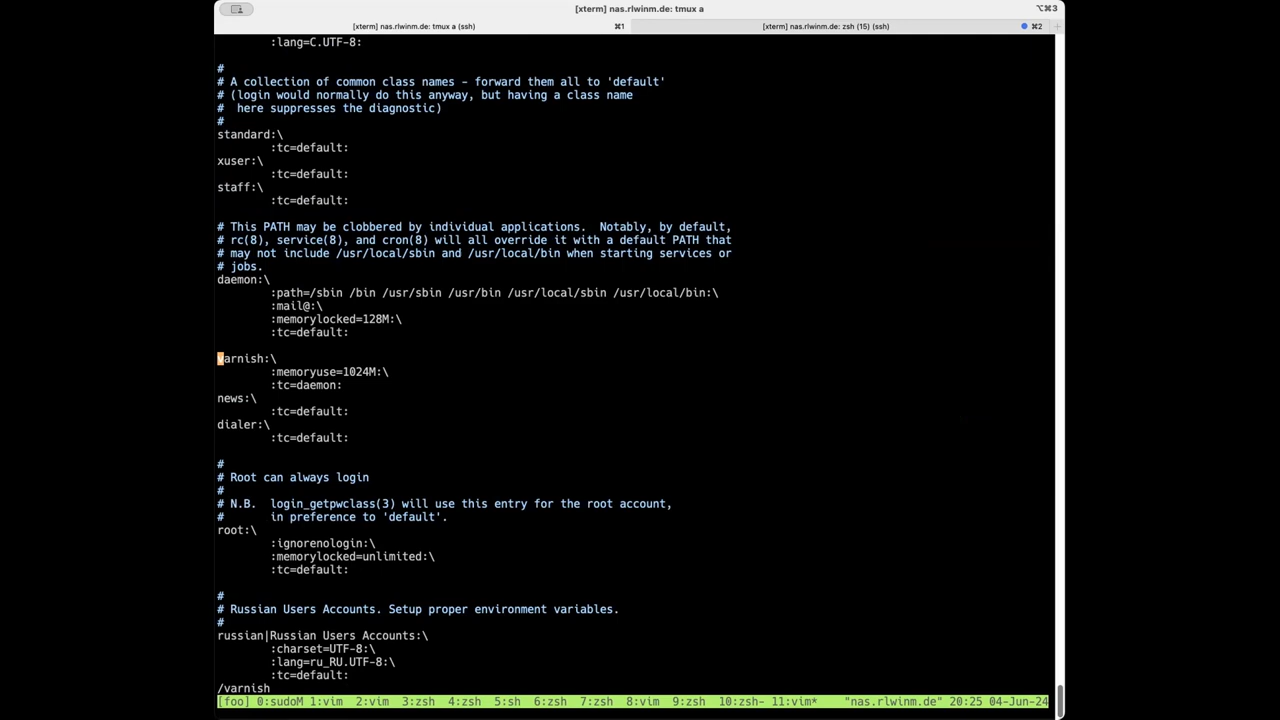 [xterm] nas.rlwinm.de: tmux a
⌥⌘3
[xterm] nas.rlwinm.de: tmux a (ssh) ⌘1 [xterm] nas.rlwinm.de: zsh (15) (ssh) ⌘2
:lang=C.UTF-8:
#
# A collection of common class names - forward them all to 'default'
# (login would normally do this anyway, but having a class name
#  here suppresses the diagnostic)
#
standard:\
:tc=default:
xuser:\
:tc=default:
staff:\
:tc=default:
# This PATH may be clobbered by individual applications.  Notably, by default,
# rc(8), service(8), and cron(8) will all override it with a default PATH that
# may not include /usr/local/sbin and /usr/local/bin when starting services or
# jobs.
daemon:\
:path=/sbin /bin /usr/sbin /usr/bin /usr/local/sbin /usr/local/bin:\
:mail@:\
:memorylocked=128M:\
:tc=default:
varnish:\
:memoryuse=1024M:\
:tc=daemon:
news:\
:tc=default:
dialer:\
:tc=default:
#
# Root can always login
#
# N.B.  login_getpwclass(3) will use this entry for the root account,
#       in preference to 'default'.
root:\
:ignorenologin:\
:memorylocked=unlimited:\
:tc=default:
#
# Russian Users Accounts. Setup proper environment variables.
#
russian|Russian Users Accounts:\
:charset=UTF-8:\
:lang=ru_RU.UTF-8:\
:tc=default:
/varnish
[foo] 0:sudoM 1:vim  2:vim  3:zsh  4:zsh  5:sh  6:zsh  7:zsh  8:vim  9:zsh  10:zsh- 11:vim*    "nas.rlwinm.de" 20:25 04-Jun-24